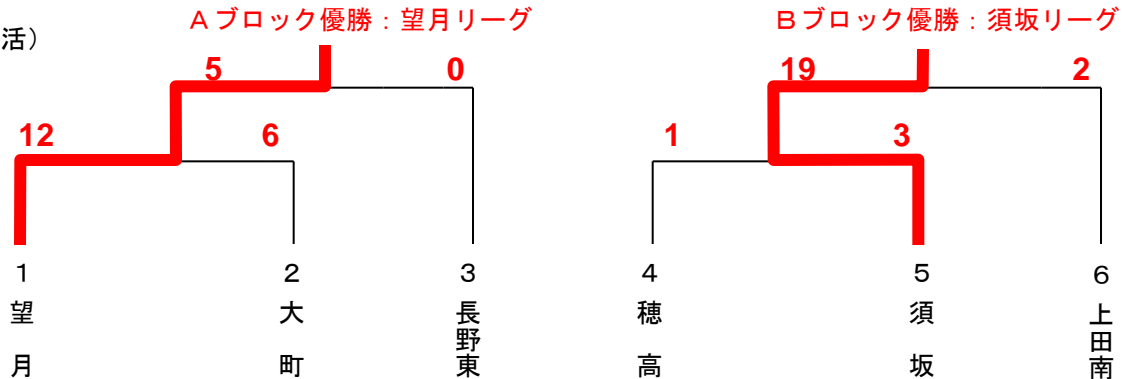 Aブロック優勝：望月リーグ
Bブロック優勝：須坂リーグ
活）
5
0
19
2
12
6
1
3
1
2
3
4
5
6
望月
大町
長野東
穂高
須坂
上田南